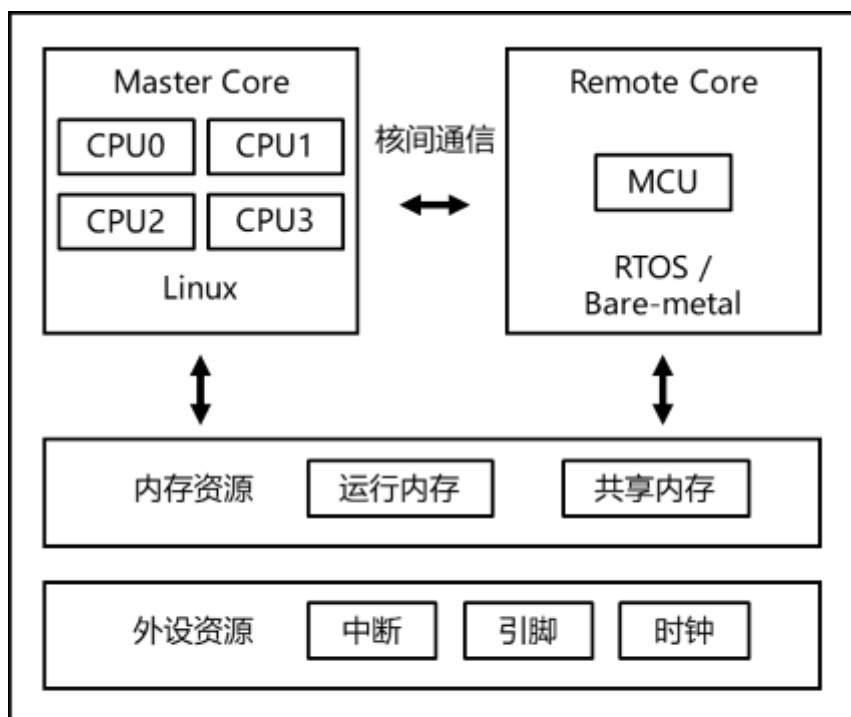 Master Core
CPU0 CPU1
CPU2 CPU3
Linux
核间通信
Remote Core
MCU
RTOS /
Bare-metal
内存资源 运行内存 共享内存
外设资源 中断 引脚 时钟